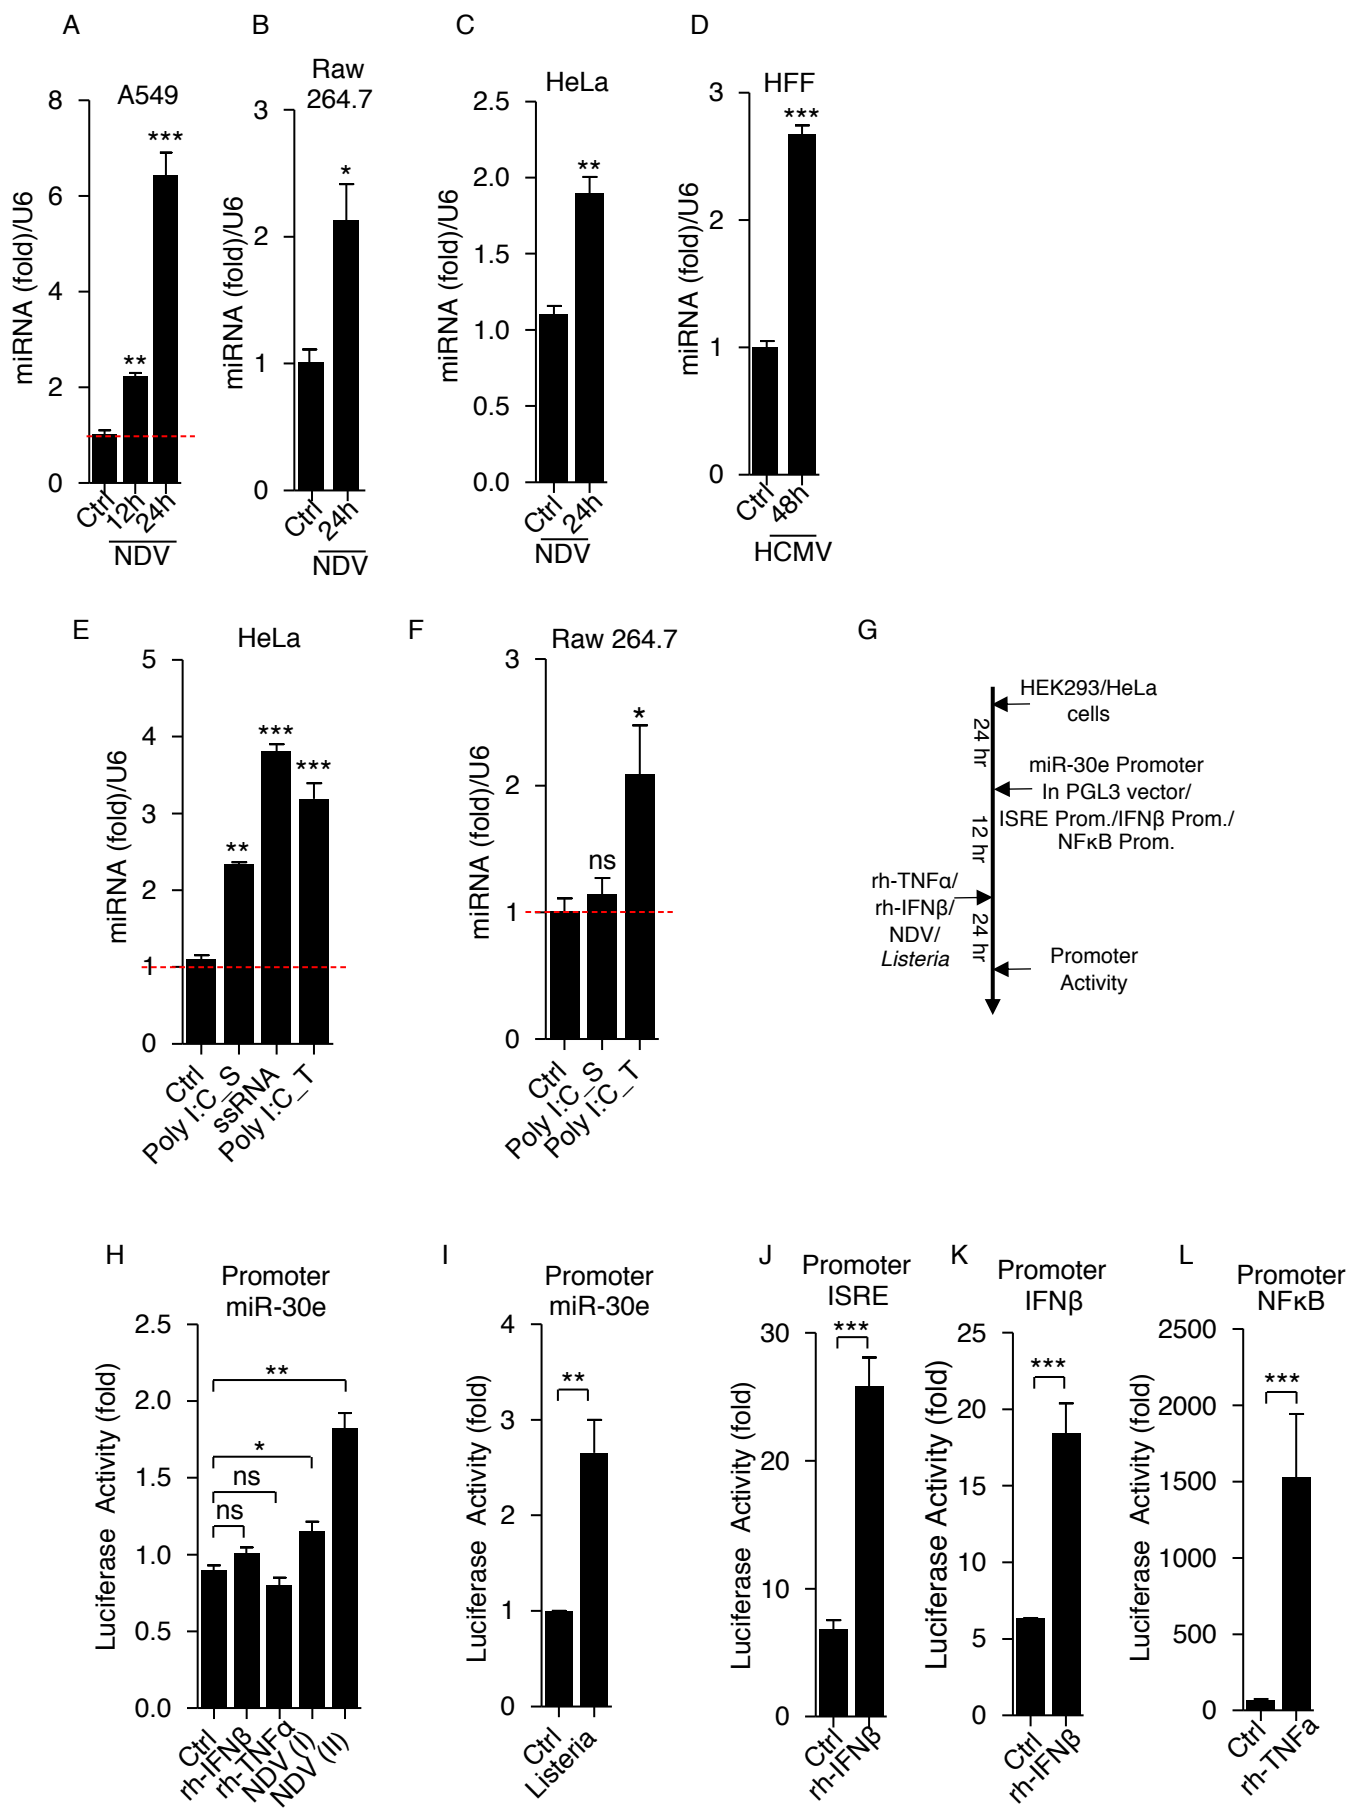 A
A549
miRNA (fold)/U6
8
6
4
2
0
**
***
Ctrl
12h
24h
NDV
B
Raw
264.7
miRNA (fold)/U6
3
2
1
0
*
Ctrl
24h
NDV
C
HeLa
miRNA (fold)/U6
2.5
2.0
1.5
1.0
0.5
0.0
**
Ctrl
24h
NDV
D
HFF
miRNA (fold)/U6
3
2
1
0
***
Ctrl
48h
HCMV
E
HeLa
miRNA (fold)/U6
5
4
3
2
1
0
**
***
***
Ctrl
Poly I:C_S
ssRNA
Poly I:C_T
F
Raw 264.7
miRNA (fold)/U6
3
2
1
0
ns
*
Ctrl
Poly I:C_S
Poly I:C_T
G
HEK293/HeLa
cells
24 hr
miR-30e Promoter
In PGL3 vector/
ISRE Prom./IFNβ Prom./
NFκB Prom.
12 hr
rh-TNFα/
rh-IFNβ/
NDV/
Listeria
24 hr
Promoter
Activity
H
Promoter
miR-30e
Luciferase Activity (fold)
2.5
2.0
1.5
1.0
0.5
0.0
**
*
ns
ns
Ctrl
rh-IFNβ
rh-TNFα
NDV (I)
NDV (II)
I
Promoter
miR-30e
Luciferase Activity (fold)
4
3
2
1
0
**
Ctrl
Listeria
J
Promoter
ISRE
Luciferase Activity (fold)
30
20
10
0
***
Ctrl
rh-IFNβ
K
Promoter
IFNβ
Luciferase Activity (fold)
25
20
15
10
5
0
***
Ctrl
rh-IFNβ
L
Promoter
NFκB
Luciferase Activity (fold)
2500
2000
1500
1000
500
0
***
Ctrl
rh-TNFa